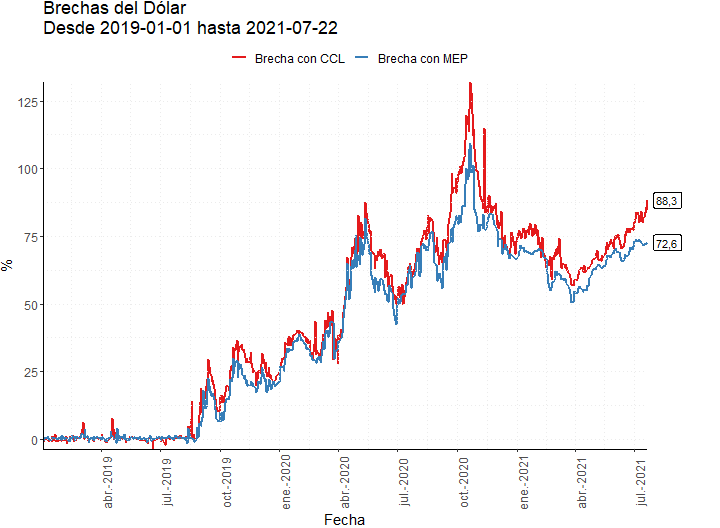 Brechas del Dólar
Desde 2019-01-01 hasta 2021-07-22
Brecha con CCL Brecha con MEP
125
100
75
50
25
0
%
88,3
72,6
abr.-2019
jul.-2019
oct.-2019
ene.-2020
abr.-2020
jul.-2020
oct.-2020
ene.-2021
abr.-2021
jul.-2021
Fecha